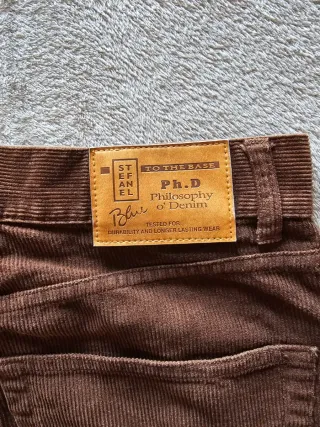 ST
EF
AN
EL
TO THE BASE
Ph.D
Philosophy
o' Denim
Blue
TESTED FOR
DURABILITY AND LONGER LASTING WEAR